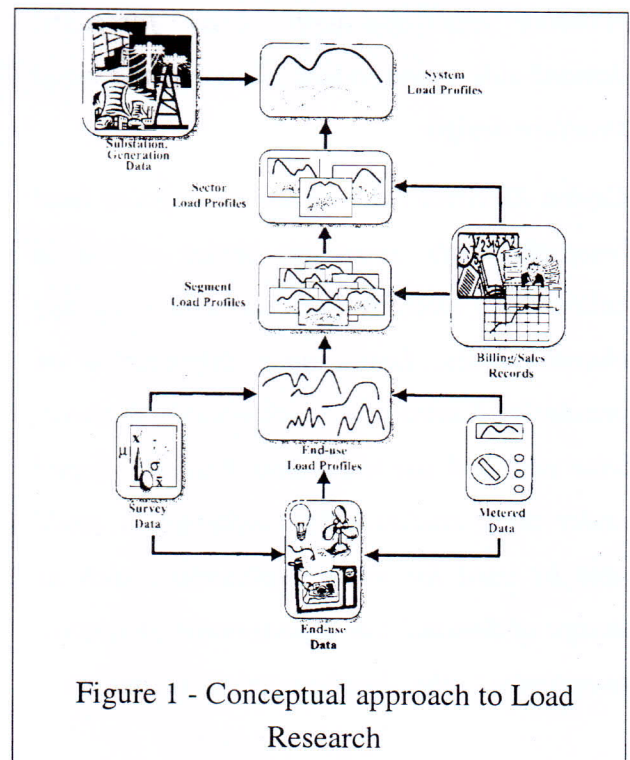 System
Load Profiles
Substation,
Generation
Data
Sector
Load Profiles
Segment
Load Profiles
Billing/Sales
Records
End-use
Load Profiles
μ x σ x̄
Survey
Data
Metered
Data
End-use
Data
Figure 1 - Conceptual approach to Load
Research